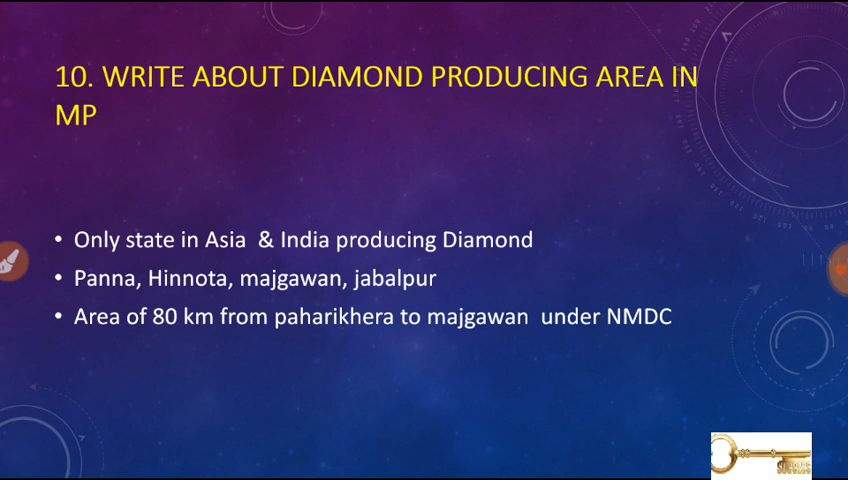 10. WRITE ABOUT DIAMOND PRODUCING AREA IN
MP
• Only state in Asia & India producing Diamond
• Panna, Hinnota, majgawan, jabalpur
• Area of 80 km from paharikhera to majgawan under NMDC